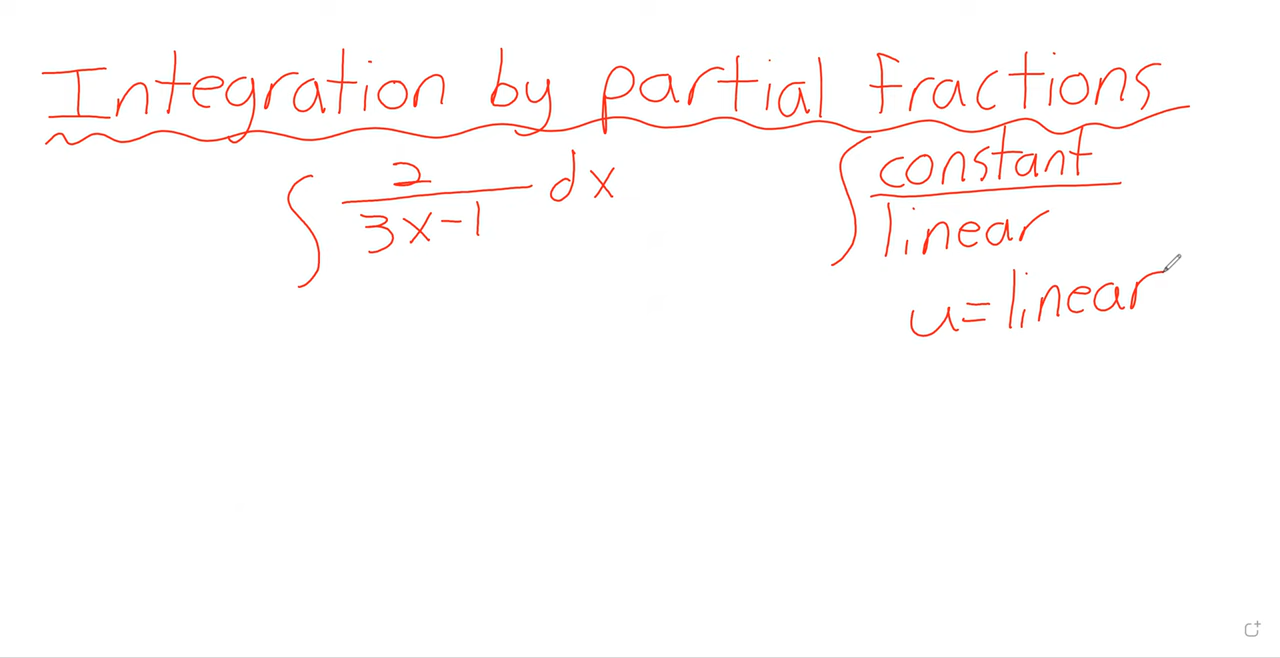 Integration by partial fractions
∫ 2/(3x-1) dx
∫ constant/linear
u=linear